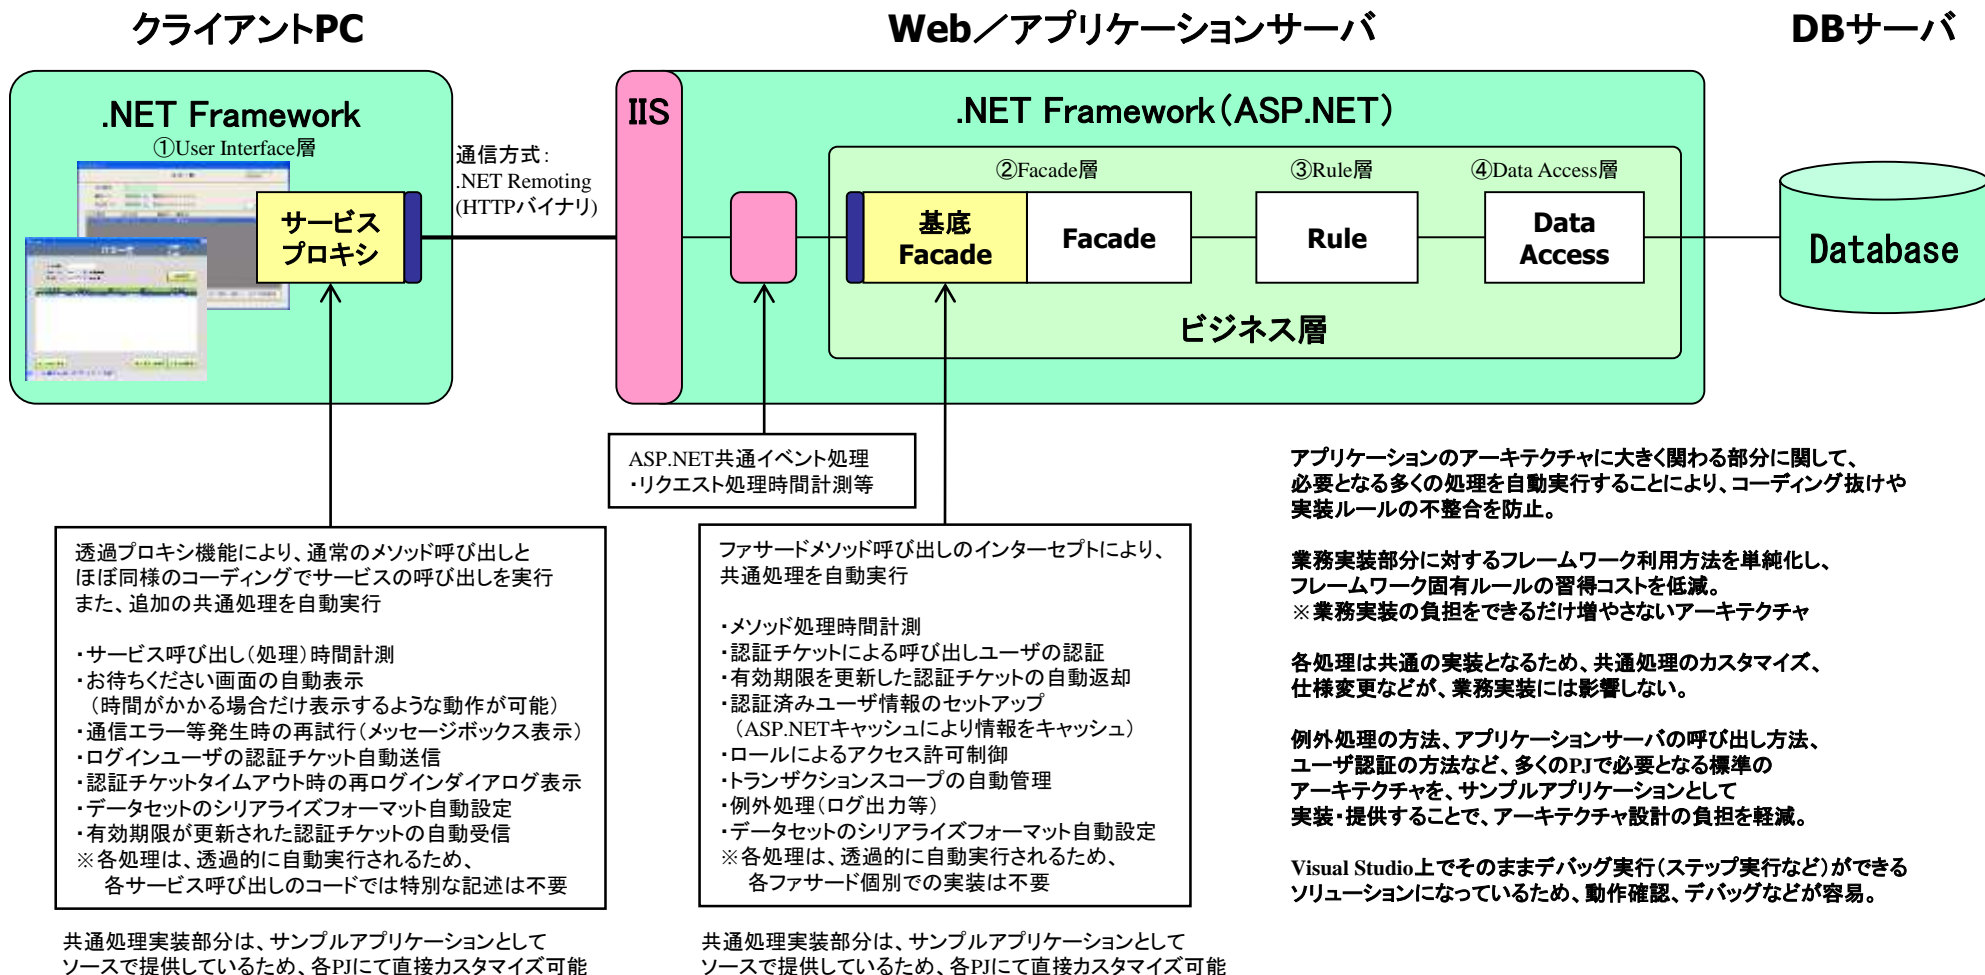 クライアントPC
Web／アプリケーションサーバ
DBサーバ
.NET Framework
①User Interface層
サービス
プロキシ
通信方式：
.NET Remoting
(HTTPバイナリ)
IIS
.NET Framework（ASP.NET）
②Facade層
③Rule層
④Data Access層
基底
Facade
Facade
Rule
Data
Access
ビジネス層
Database
ASP.NET共通イベント処理
・リクエスト処理時間計測等
透過プロキシ機能により、通常のメソッド呼び出しと
ほぼ同様のコーディングでサービスの呼び出しを実行
また、追加の共通処理を自動実行
・サービス呼び出し（処理）時間計測
・お待ちください画面の自動表示
（時間がかかる場合だけ表示するような動作が可能）
・通信エラー等発生時の再試行（メッセージボックス表示）
・ログインユーザの認証チケット自動送信
・認証チケットタイムアウト時の再ログインダイアログ表示
・データセットのシリアライズフォーマット自動設定
・有効期限が更新された認証チケットの自動受信
※各処理は、透過的に自動実行されるため、
各サービス呼び出しのコードでは特別な記述は不要
共通処理実装部分は、サンプルアプリケーションとして
ソースで提供しているため、各PJにて直接カスタマイズ可能
ファサードメソッド呼び出しのインターセプトにより、
共通処理を自動実行
・メソッド処理時間計測
・認証チケットによる呼び出しユーザの認証
・有効期限を更新した認証チケットの自動返却
・認証済みユーザ情報のセットアップ
（ASP.NETキャッシュにより情報をキャッシュ）
・ロールによるアクセス許可制御
・トランザクションスコープの自動管理
・例外処理（ログ出力等）
・データセットのシリアライズフォーマット自動設定
※各処理は、透過的に自動実行されるため、
各ファサード個別での実装は不要
共通処理実装部分は、サンプルアプリケーションとして
ソースで提供しているため、各PJにて直接カスタマイズ可能
アプリケーションのアーキテクチャに大きく関わる部分に関して、
必要となる多くの処理を自動実行することにより、コーディング抜けや
実装ルールの不整合を防止。
業務実装部分に対するフレームワーク利用方法を単純化し、
フレームワーク固有ルールの習得コストを低減。
※業務実装の負担をできるだけ増やさないアーキテクチャ
各処理は共通の実装となるため、共通処理のカスタマイズ、
仕様変更などが、業務実装には影響しない。
例外処理の方法、アプリケーションサーバの呼び出し方法、
ユーザ認証の方法など、多くのPJで必要となる標準の
アーキテクチャを、サンプルアプリケーションとして
実装・提供することで、アーキテクチャ設計の負担を軽減。
Visual Studio上でそのままデバッグ実行（ステップ実行など）ができる
ソリューションになっているため、動作確認、デバッグなどが容易。